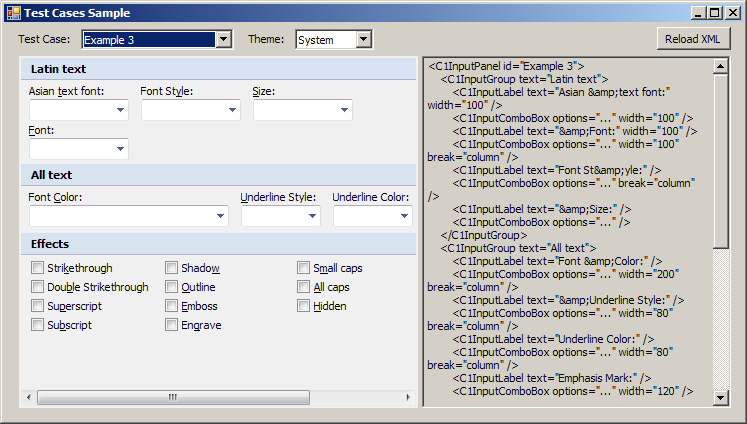 Test Cases Sample
Test Case: Example 3 Theme: System Reload XML
Latin text
Asian text font: Font Style: Size:
Font:
All text
Font Color: Underline Style: Underline Color:
Effects
Strikethrough Shadow Small caps
Double Strikethrough Outline All caps
Superscript Emboss Hidden
Subscript Engrave
<C1InputPanel id="Example 3">
<C1InputGroup text="Latin text">
<C1InputLabel text="Asian &amp;text font:"
width="100" />
<C1InputComboBox options="..." width="100" />
<C1InputLabel text="&amp;Font:" width="100" />
<C1InputComboBox options="..." width="100"
break="column" />
<C1InputLabel text="Font St&amp;yle:" />
<C1InputComboBox options="..." break="column"
/>
<C1InputLabel text="&amp;Size:" />
<C1InputComboBox options="..." />
</C1InputGroup>
<C1InputGroup text="All text">
<C1InputLabel text="Font &amp;Color:" />
<C1InputComboBox options="..." width="200"
break="column" />
<C1InputLabel text="&amp;Underline Style:" />
<C1InputComboBox options="..." width="80"
break="column" />
<C1InputLabel text="Underline Color:" />
<C1InputComboBox options="..." width="80"
break="column" />
<C1InputLabel text="Emphasis Mark:" />
<C1InputComboBox options="..." width="120" />